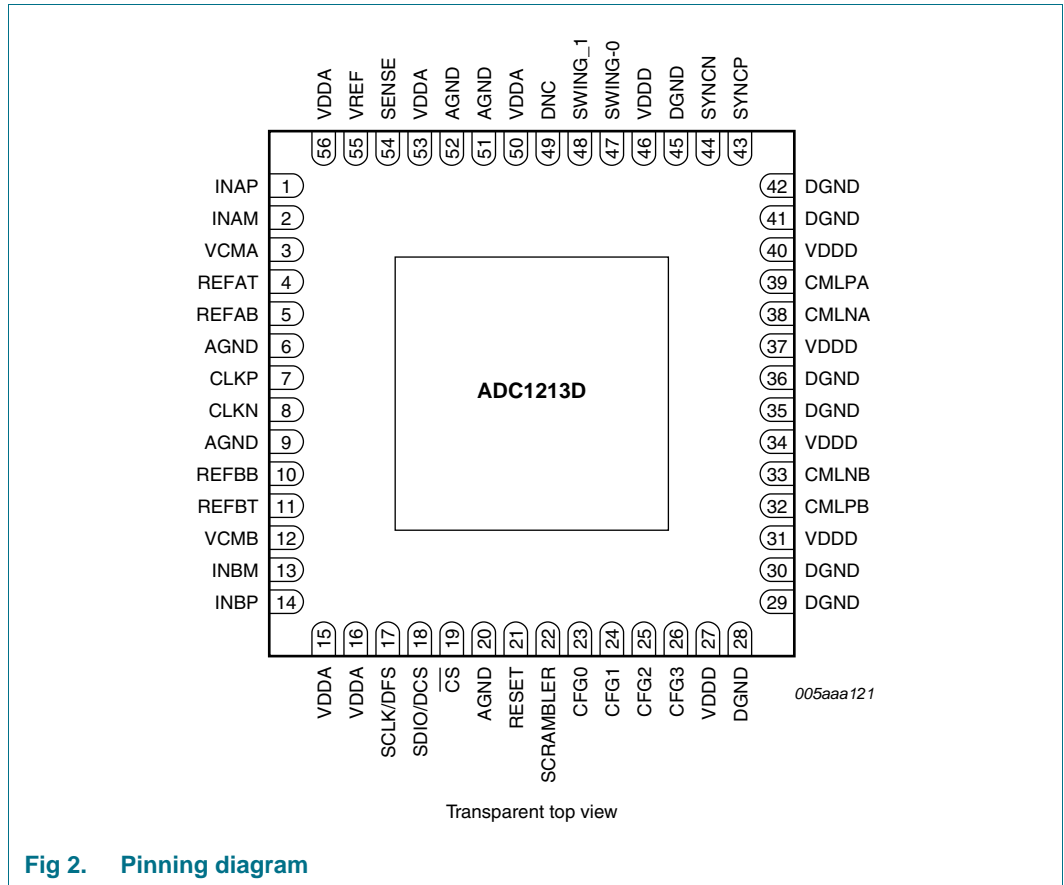 VDDA
VREF
SENSE
VDDA
AGND
AGND
VDDA
DNC
SWING_1
SWING-0
VDDD
DGND
SYNCN
SYNCP
56 55 54 53 52 51 50 49 48 47 46 45 44 43
INAP 1
INAM 2
VCMA 3
REFAT 4
REFAB 5
AGND 6
CLKP 7
CLKN 8
AGND 9
REFBB 10
REFBT 11
VCMB 12
INBM 13
INBP 14
ADC1213D
42 DGND
41 DGND
40 VDDD
39 CMLPA
38 CMLNA
37 VDDD
36 DGND
35 DGND
34 VDDD
33 CMLNB
32 CMLPB
31 VDDD
30 DGND
29 DGND
15 16 17 18 19 20 21 22 23 24 25 26 27 28
VDDA
VDDA
SCLK/DFS
SDIO/DCS
CS
AGND
RESET
SCRAMBLER
CFG0
CFG1
CFG2
CFG3
VDDD
DGND
005aaa121
Transparent top view
Fig 2. Pinning diagram